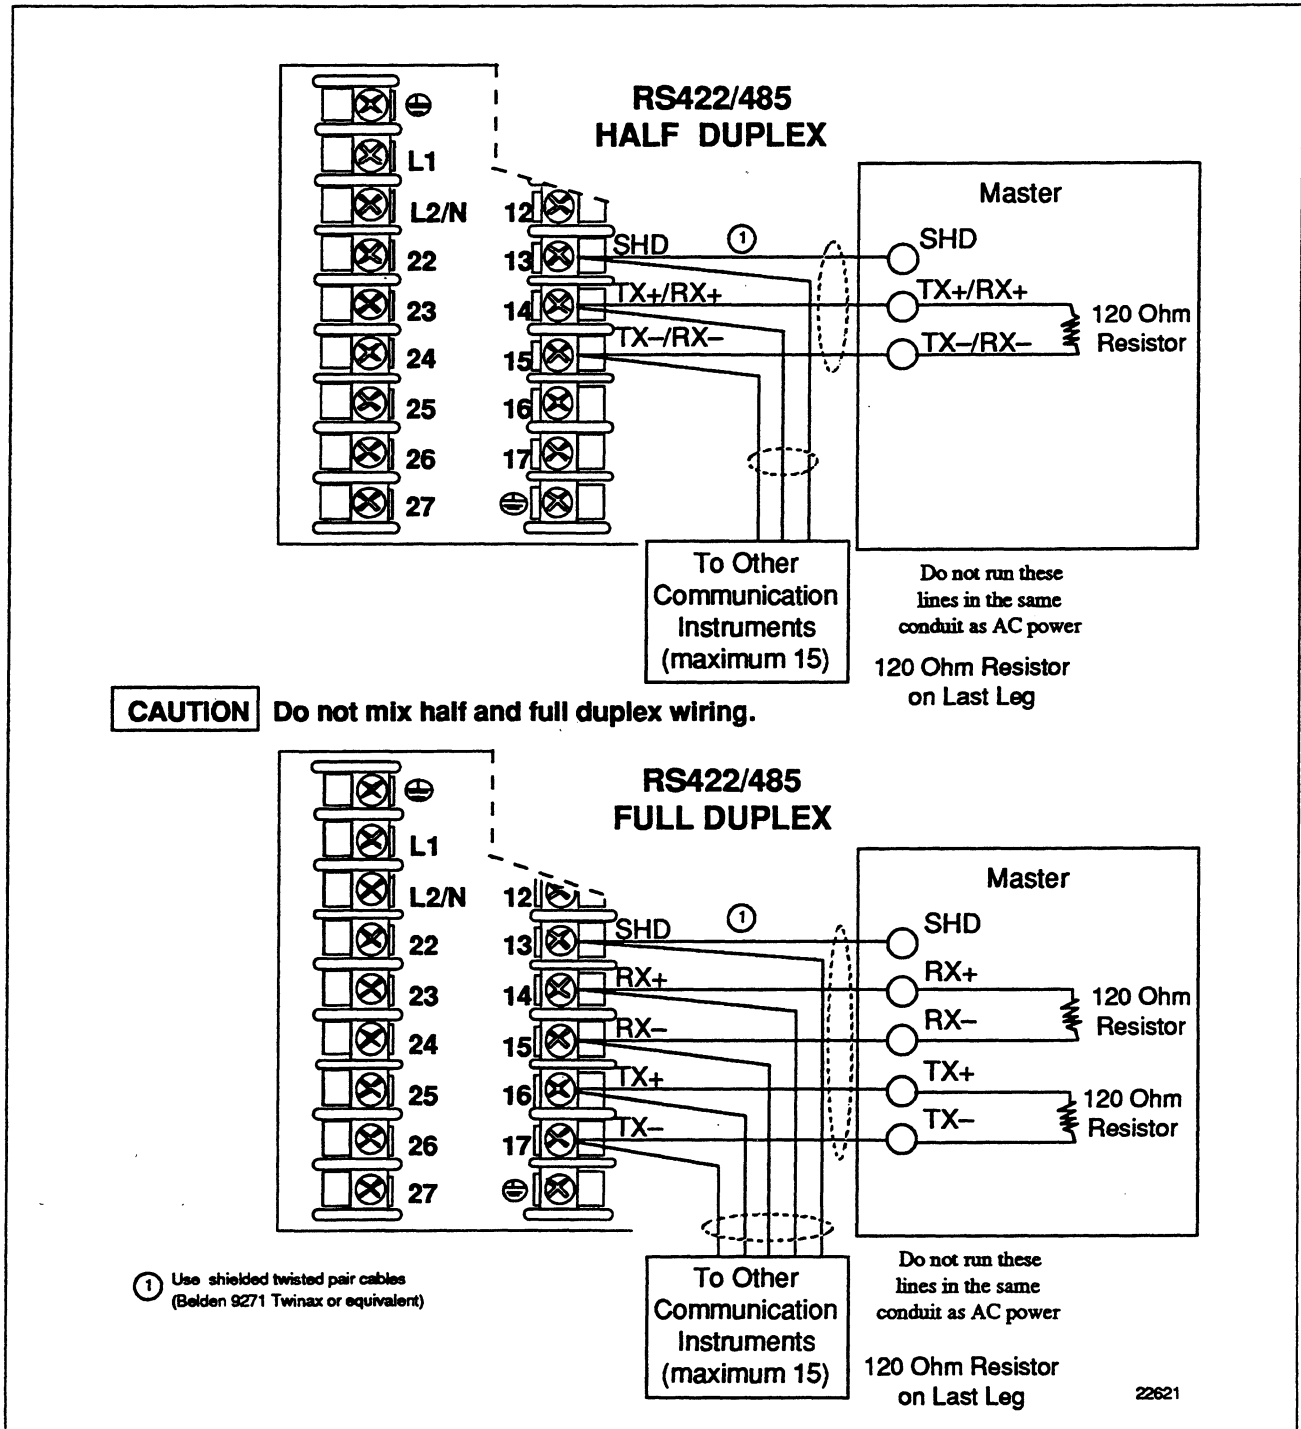 RS422/485
HALF DUPLEX
L1
L2/N
22
23
24
25
26
27
12
13
14
15
16
17
SHD
TX+/RX+
TX–/RX–
1
Master
SHD
TX+/RX+
TX–/RX–
120 Ohm
Resistor
To Other
Communication
Instruments
(maximum 15)
Do not run these
lines in the same
conduit as AC power
120 Ohm Resistor
on Last Leg
CAUTION Do not mix half and full duplex wiring.
RS422/485
FULL DUPLEX
L1
L2/N
22
23
24
25
26
27
12
13
14
15
16
17
SHD
RX+
RX–
TX+
TX–
1
Master
SHD
RX+
RX–
TX+
TX–
120 Ohm
Resistor
120 Ohm
Resistor
1 Use shielded twisted pair cables
(Belden 9271 Twinax or equivalent)
To Other
Communication
Instruments
(maximum 15)
Do not run these
lines in the same
conduit as AC power
120 Ohm Resistor
on Last Leg
22621